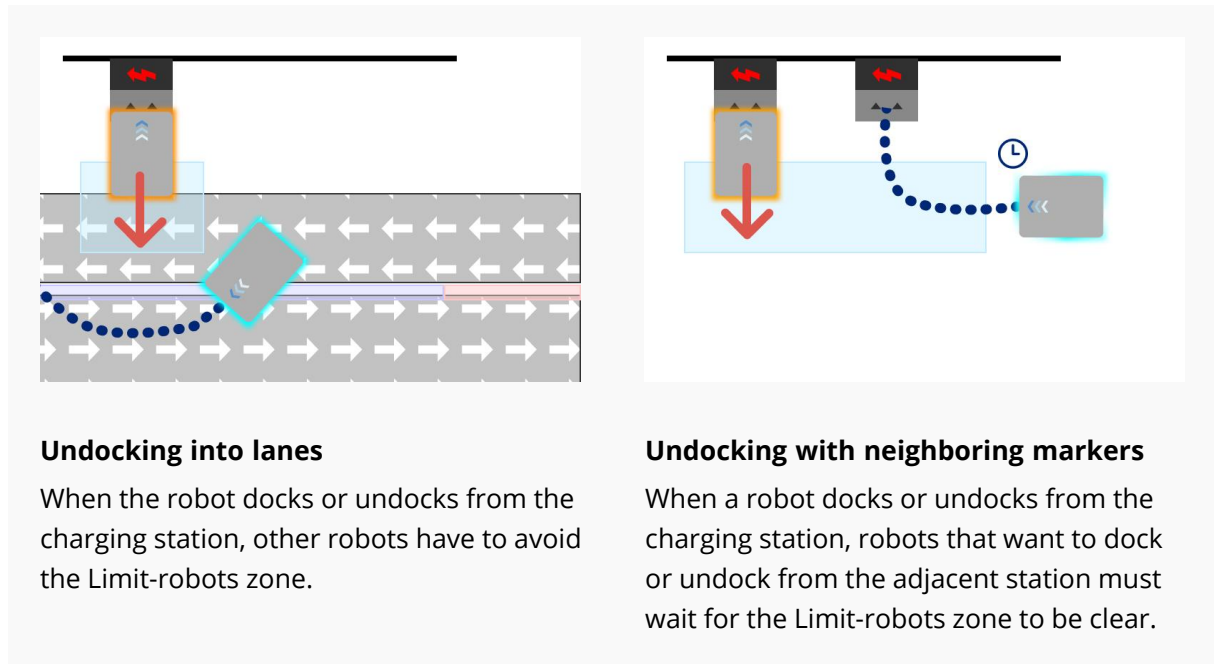 Undocking into lanes
When the robot docks or undocks from the
charging station, other robots have to avoid
the Limit-robots zone.
Undocking with neighboring markers
When a robot docks or undocks from the
charging station, robots that want to dock
or undock from the adjacent station must
wait for the Limit-robots zone to be clear.